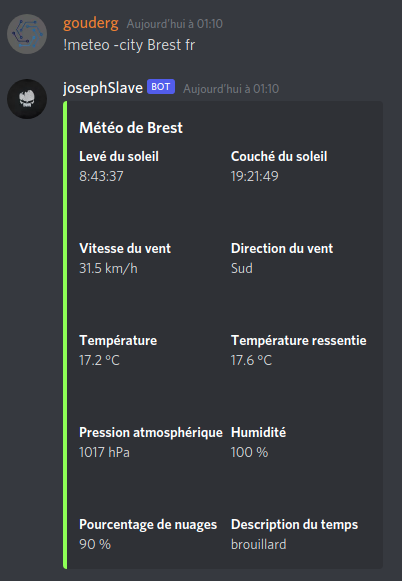 gouderg Aujourd'hui à 01:10
!meteo -city Brest fr
josephSlave BOT Aujourd'hui à 01:10
Météo de Brest
Levé du soleil Couché du soleil
8:43:37 19:21:49
Vitesse du vent Direction du vent
31.5 km/h Sud
Température Température ressentie
17.2 °C 17.6 °C
Pression atmosphérique Humidité
1017 hPa 100 %
Pourcentage de nuages Description du temps
90 % brouillard